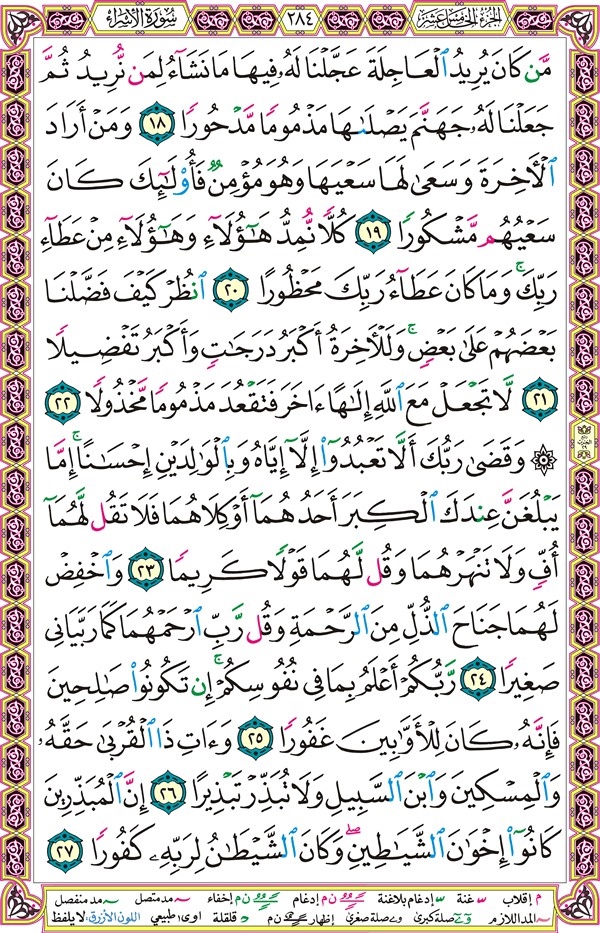 الجزء الخامس عشر ٢٨٤ سورة الإسراء
مَّن كَانَ يُرِيدُ ٱلْعَاجِلَةَ عَجَّلْنَا لَهُۥ فِيهَا مَا نَشَآءُ لِمَن نُّرِيدُ ثُمَّ
جَعَلْنَا لَهُۥ جَهَنَّمَ يَصْلَىٰهَا مَذْمُومًا مَّدْحُورًا ١٨ وَمَنْ أَرَادَ
ٱلْءَاخِرَةَ وَسَعَىٰ لَهَا سَعْيَهَا وَهُوَ مُؤْمِنٌ فَأُو۟لَٰٓئِكَ كَانَ
سَعْيُهُم مَّشْكُورًا ١٩ كُلًّا نُّمِدُّ هَٰٓؤُلَآءِ وَهَٰٓؤُلَآءِ مِنْ عَطَآءِ
رَبِّكَ ۚ وَمَا كَانَ عَطَآءُ رَبِّكَ مَحْظُورًا ٢٠ ٱنظُرْ كَيْفَ فَضَّلْنَا
بَعْضَهُمْ عَلَىٰ بَعْضٍ ۚ وَلَلْءَاخِرَةُ أَكْبَرُ دَرَجَٰتٍ وَأَكْبَرُ تَفْضِيلًا
٢١ لَّا تَجْعَلْ مَعَ ٱللَّهِ إِلَٰهًا ءَاخَرَ فَتَقْعُدَ مَذْمُومًا مَّخْذُولًا ٢٢
۞ وَقَضَىٰ رَبُّكَ أَلَّا تَعْبُدُوٓا۟ إِلَّآ إِيَّاهُ وَبِٱلْوَٰلِدَيْنِ إِحْسَٰنًا ۚ إِمَّا
يَبْلُغَنَّ عِندَكَ ٱلْكِبَرَ أَحَدُهُمَآ أَوْ كِلَاهُمَا فَلَا تَقُل لَّهُمَآ
أُفٍّ وَلَا تَنْهَرْهُمَا وَقُل لَّهُمَا قَوْلًا كَرِيمًا ٢٣ وَٱخْفِضْ
لَهُمَا جَنَاحَ ٱلذُّلِّ مِنَ ٱلرَّحْمَةِ وَقُل رَّبِّ ٱرْحَمْهُمَا كَمَا رَبَّيَانِى
صَغِيرًا ٢٤ رَّبُّكُمْ أَعْلَمُ بِمَا فِى نُفُوسِكُمْ ۚ إِن تَكُونُوا۟ صَٰلِحِينَ
فَإِنَّهُۥ كَانَ لِلْأَوَّٰبِينَ غَفُورًا ٢٥ وَءَاتِ ذَا ٱلْقُرْبَىٰ حَقَّهُۥ
وَٱلْمِسْكِينَ وَٱبْنَ ٱلسَّبِيلِ وَلَا تُبَذِّرْ تَبْذِيرًا ٢٦ إِنَّ ٱلْمُبَذِّرِينَ
كَانُوٓا۟ إِخْوَٰنَ ٱلشَّيَٰطِينِ ۖ وَكَانَ ٱلشَّيْطَٰنُ لِرَبِّهِۦ كَفُورًا ٢٧
م إقلاب غنة إدغام بلاغنة ن م إدغام ن م إخفاء مد متصل مد منفصل
المد اللازم صلة كبرى صلة صغرى إظهار ن م قلقلة اوى: طبيعي اللون الأزرق: لا يلفظ